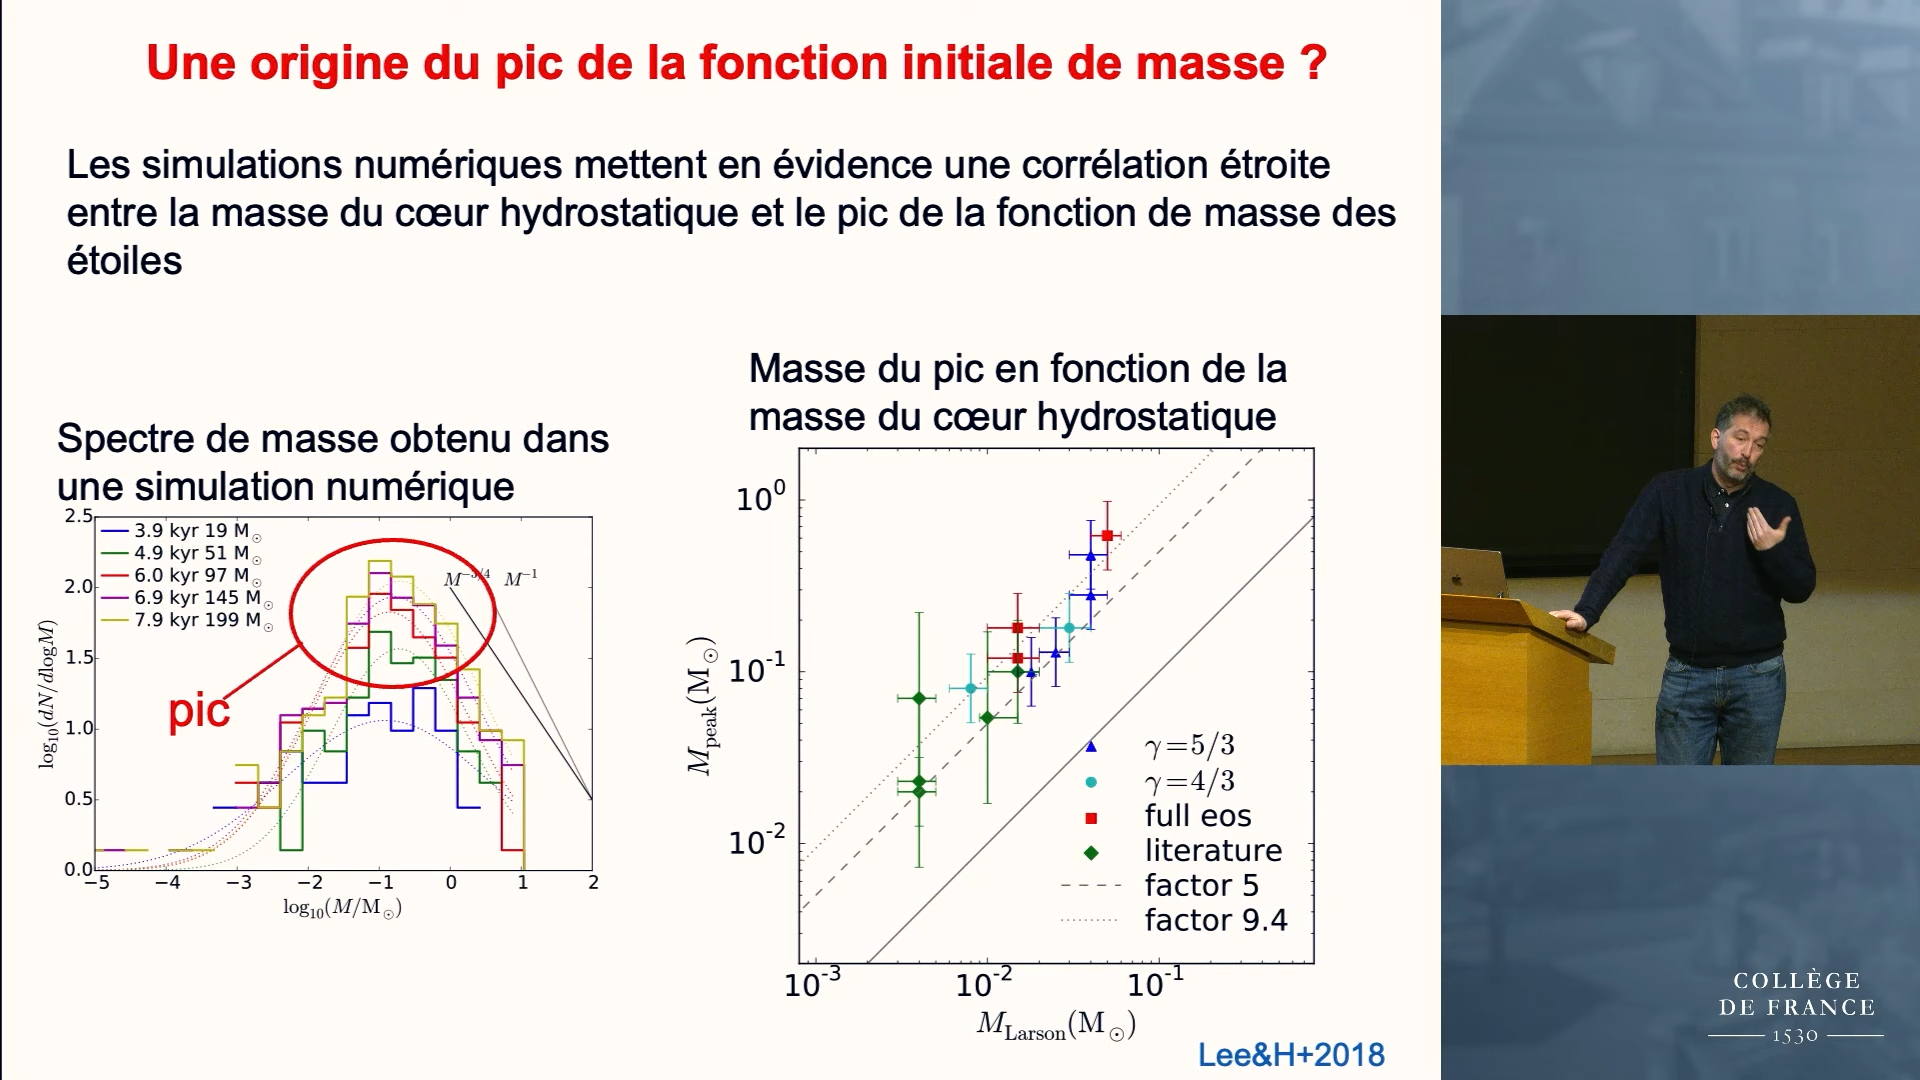 Une origine du pic de la fonction initiale de masse ?
Les simulations numériques mettent en évidence une corrélation étroite
entre la masse du cœur hydrostatique et le pic de la fonction de masse des
étoiles
Masse du pic en fonction de la
masse du cœur hydrostatique
Spectre de masse obtenu dans
une simulation numérique
2.5
2.0
1.5
1.0
0.5
0.0
log₁₀(dN/dlogM)
3.9 kyr 19 M☉
4.9 kyr 51 M☉
6.0 kyr 97 M☉
6.9 kyr 145 M☉
7.9 kyr 199 M☉
M⁻³/⁴ M⁻¹
pic
−5 −4 −3 −2 −1 0 1 2
log₁₀(M/M☉)
10⁰
10⁻¹
10⁻²
M_peak(M☉)
γ=5/3
γ=4/3
full eos
literature
factor 5
factor 9.4
10⁻³ 10⁻² 10⁻¹
M_Larson(M☉)
Lee&H+2018
COLLÈGE
DE FRANCE
1530